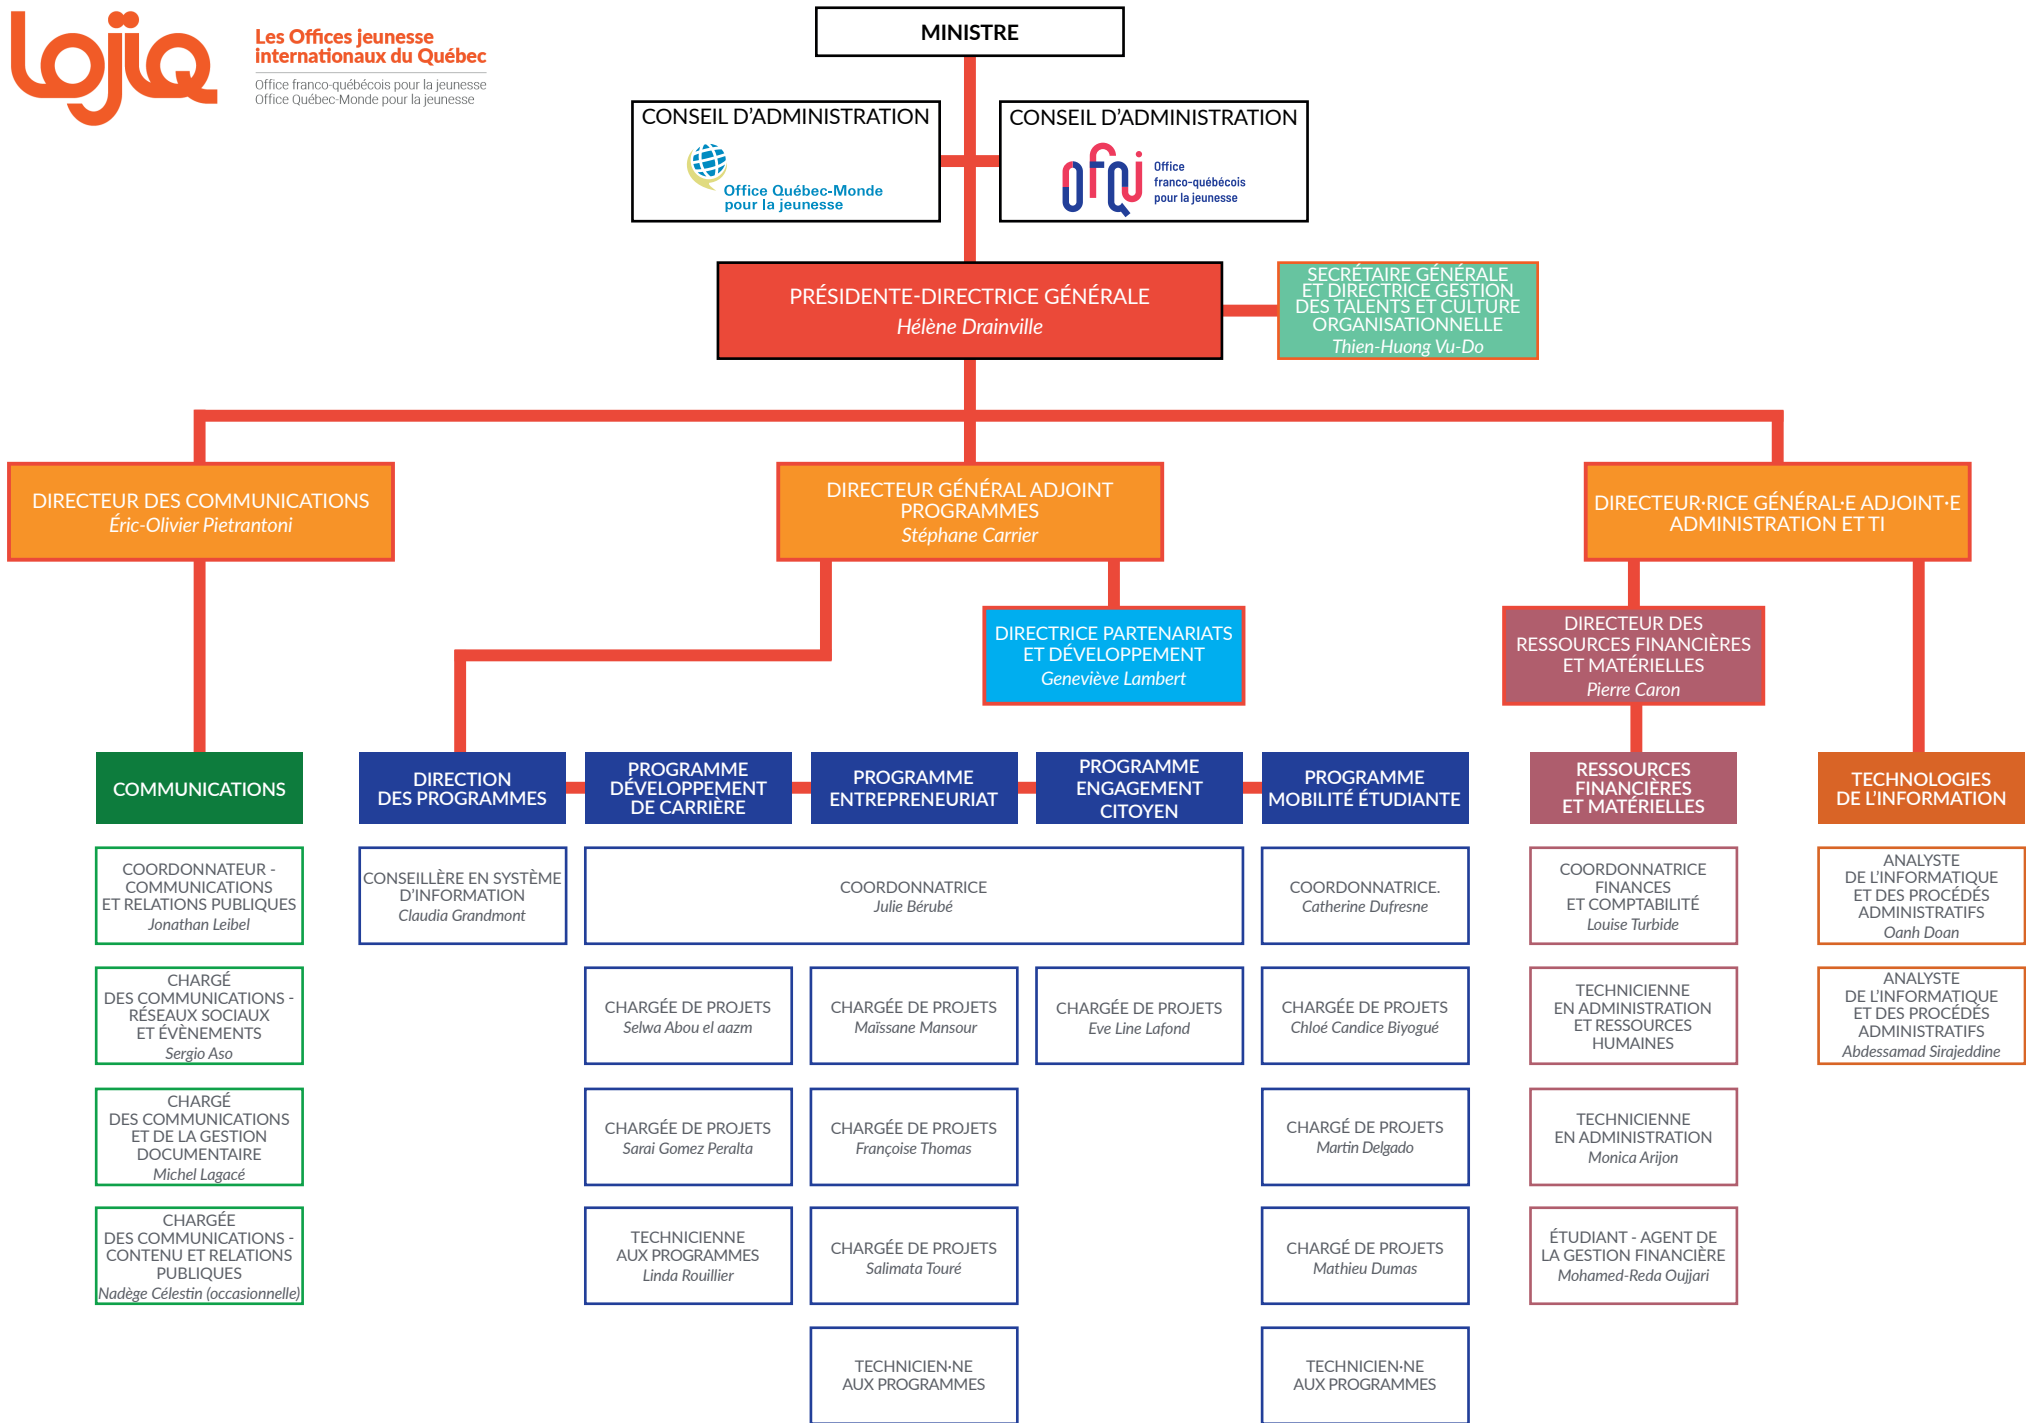 lojiq
Les Offices jeunesse
internationaux du Québec
Office franco-québécois pour la jeunesse
Office Québec-Monde pour la jeunesse
MINISTRE
CONSEIL D'ADMINISTRATION
Office Québec-Monde
pour la jeunesse
CONSEIL D'ADMINISTRATION
ofqj
Office
franco-québécois
pour la jeunesse
PRÉSIDENTE-DIRECTRICE GÉNÉRALE
Hélène Drainville
SECRÉTAIRE GÉNÉRALE
ET DIRECTRICE GESTION
DES TALENTS ET CULTURE
ORGANISATIONNELLE
Thien-Huong Vu-Do
DIRECTEUR DES COMMUNICATIONS
Éric-Olivier Pietrantoni
DIRECTEUR GÉNÉRAL ADJOINT
PROGRAMMES
Stéphane Carrier
DIRECTEUR·RICE GÉNÉRAL·E ADJOINT·E
ADMINISTRATION ET TI
DIRECTRICE PARTENARIATS
ET DÉVELOPPEMENT
Geneviève Lambert
DIRECTEUR DES
RESSOURCES FINANCIÈRES
ET MATÉRIELLES
Pierre Caron
COMMUNICATIONS
DIRECTION
DES PROGRAMMES
PROGRAMME
DÉVELOPPEMENT
DE CARRIÈRE
PROGRAMME
ENTREPRENEURIAT
PROGRAMME
ENGAGEMENT
CITOYEN
PROGRAMME
MOBILITÉ ÉTUDIANTE
RESSOURCES
FINANCIÈRES
ET MATÉRIELLES
TECHNOLOGIES
DE L'INFORMATION
COORDONNATEUR -
COMMUNICATIONS
ET RELATIONS PUBLIQUES
Jonathan Leibel
CONSEILLÈRE EN SYSTÈME
D'INFORMATION
Claudia Grandmont
COORDONNATRICE
Julie Bérubé
COORDONNATRICE.
Catherine Dufresne
COORDONNATRICE
FINANCES
ET COMPTABILITÉ
Louise Turbide
ANALYSTE
DE L'INFORMATIQUE
ET DES PROCÉDÉS
ADMINISTRATIFS
Oanh Doan
CHARGÉ
DES COMMUNICATIONS -
RÉSEAUX SOCIAUX
ET ÉVÈNEMENTS
Sergio Aso
CHARGÉE DE PROJETS
Selwa Abou el aazm
CHARGÉE DE PROJETS
Maïssane Mansour
CHARGÉE DE PROJETS
Eve Line Lafond
CHARGÉE DE PROJETS
Chloé Candice Biyogué
TECHNICIENNE
EN ADMINISTRATION
ET RESSOURCES
HUMAINES
ANALYSTE
DE L'INFORMATIQUE
ET DES PROCÉDÉS
ADMINISTRATIFS
Abdessamad Sirajeddine
CHARGÉ
DES COMMUNICATIONS
ET DE LA GESTION
DOCUMENTAIRE
Michel Lagacé
CHARGÉE DE PROJETS
Sarai Gomez Peralta
CHARGÉE DE PROJETS
Françoise Thomas
CHARGÉ DE PROJETS
Martin Delgado
TECHNICIENNE
EN ADMINISTRATION
Monica Arijon
CHARGÉE
DES COMMUNICATIONS -
CONTENU ET RELATIONS
PUBLIQUES
Nadège Célestin (occasionnelle)
TECHNICIENNE
AUX PROGRAMMES
Linda Rouillier
CHARGÉE DE PROJETS
Salimata Touré
CHARGÉ DE PROJETS
Mathieu Dumas
ÉTUDIANT - AGENT DE
LA GESTION FINANCIÈRE
Mohamed-Reda Oujjari
TECHNICIEN·NE
AUX PROGRAMMES
TECHNICIEN·NE
AUX PROGRAMMES